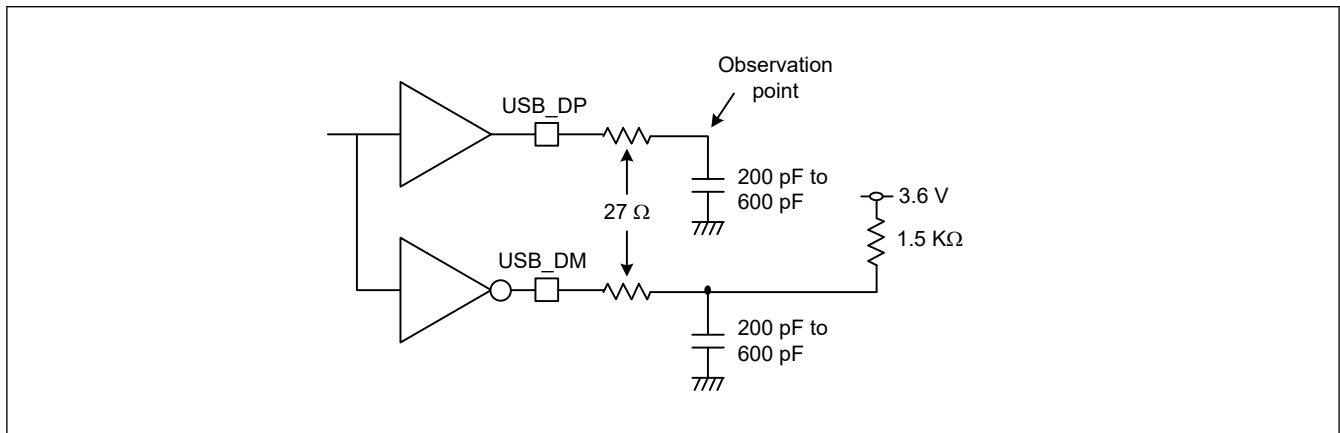 Observation
point
USB_DP
200 pF to
600 pF
27 Ω
3.6 V
1.5 KΩ
USB_DM
200 pF to
600 pF